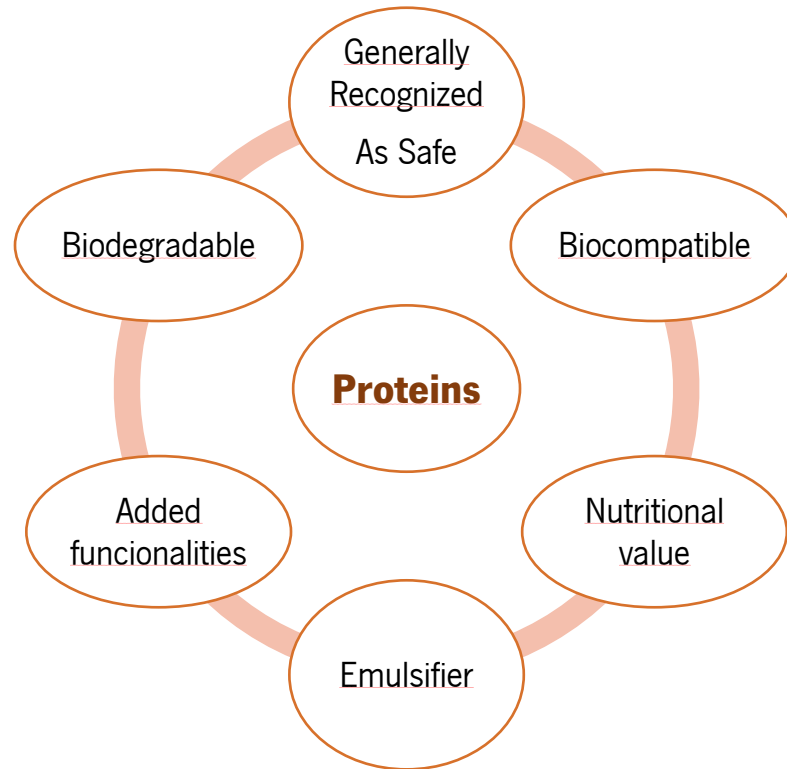 Generally
Recognized
As Safe
Biodegradable
Biocompatible
Proteins
Added
funcionalities
Nutritional
value
Emulsifier